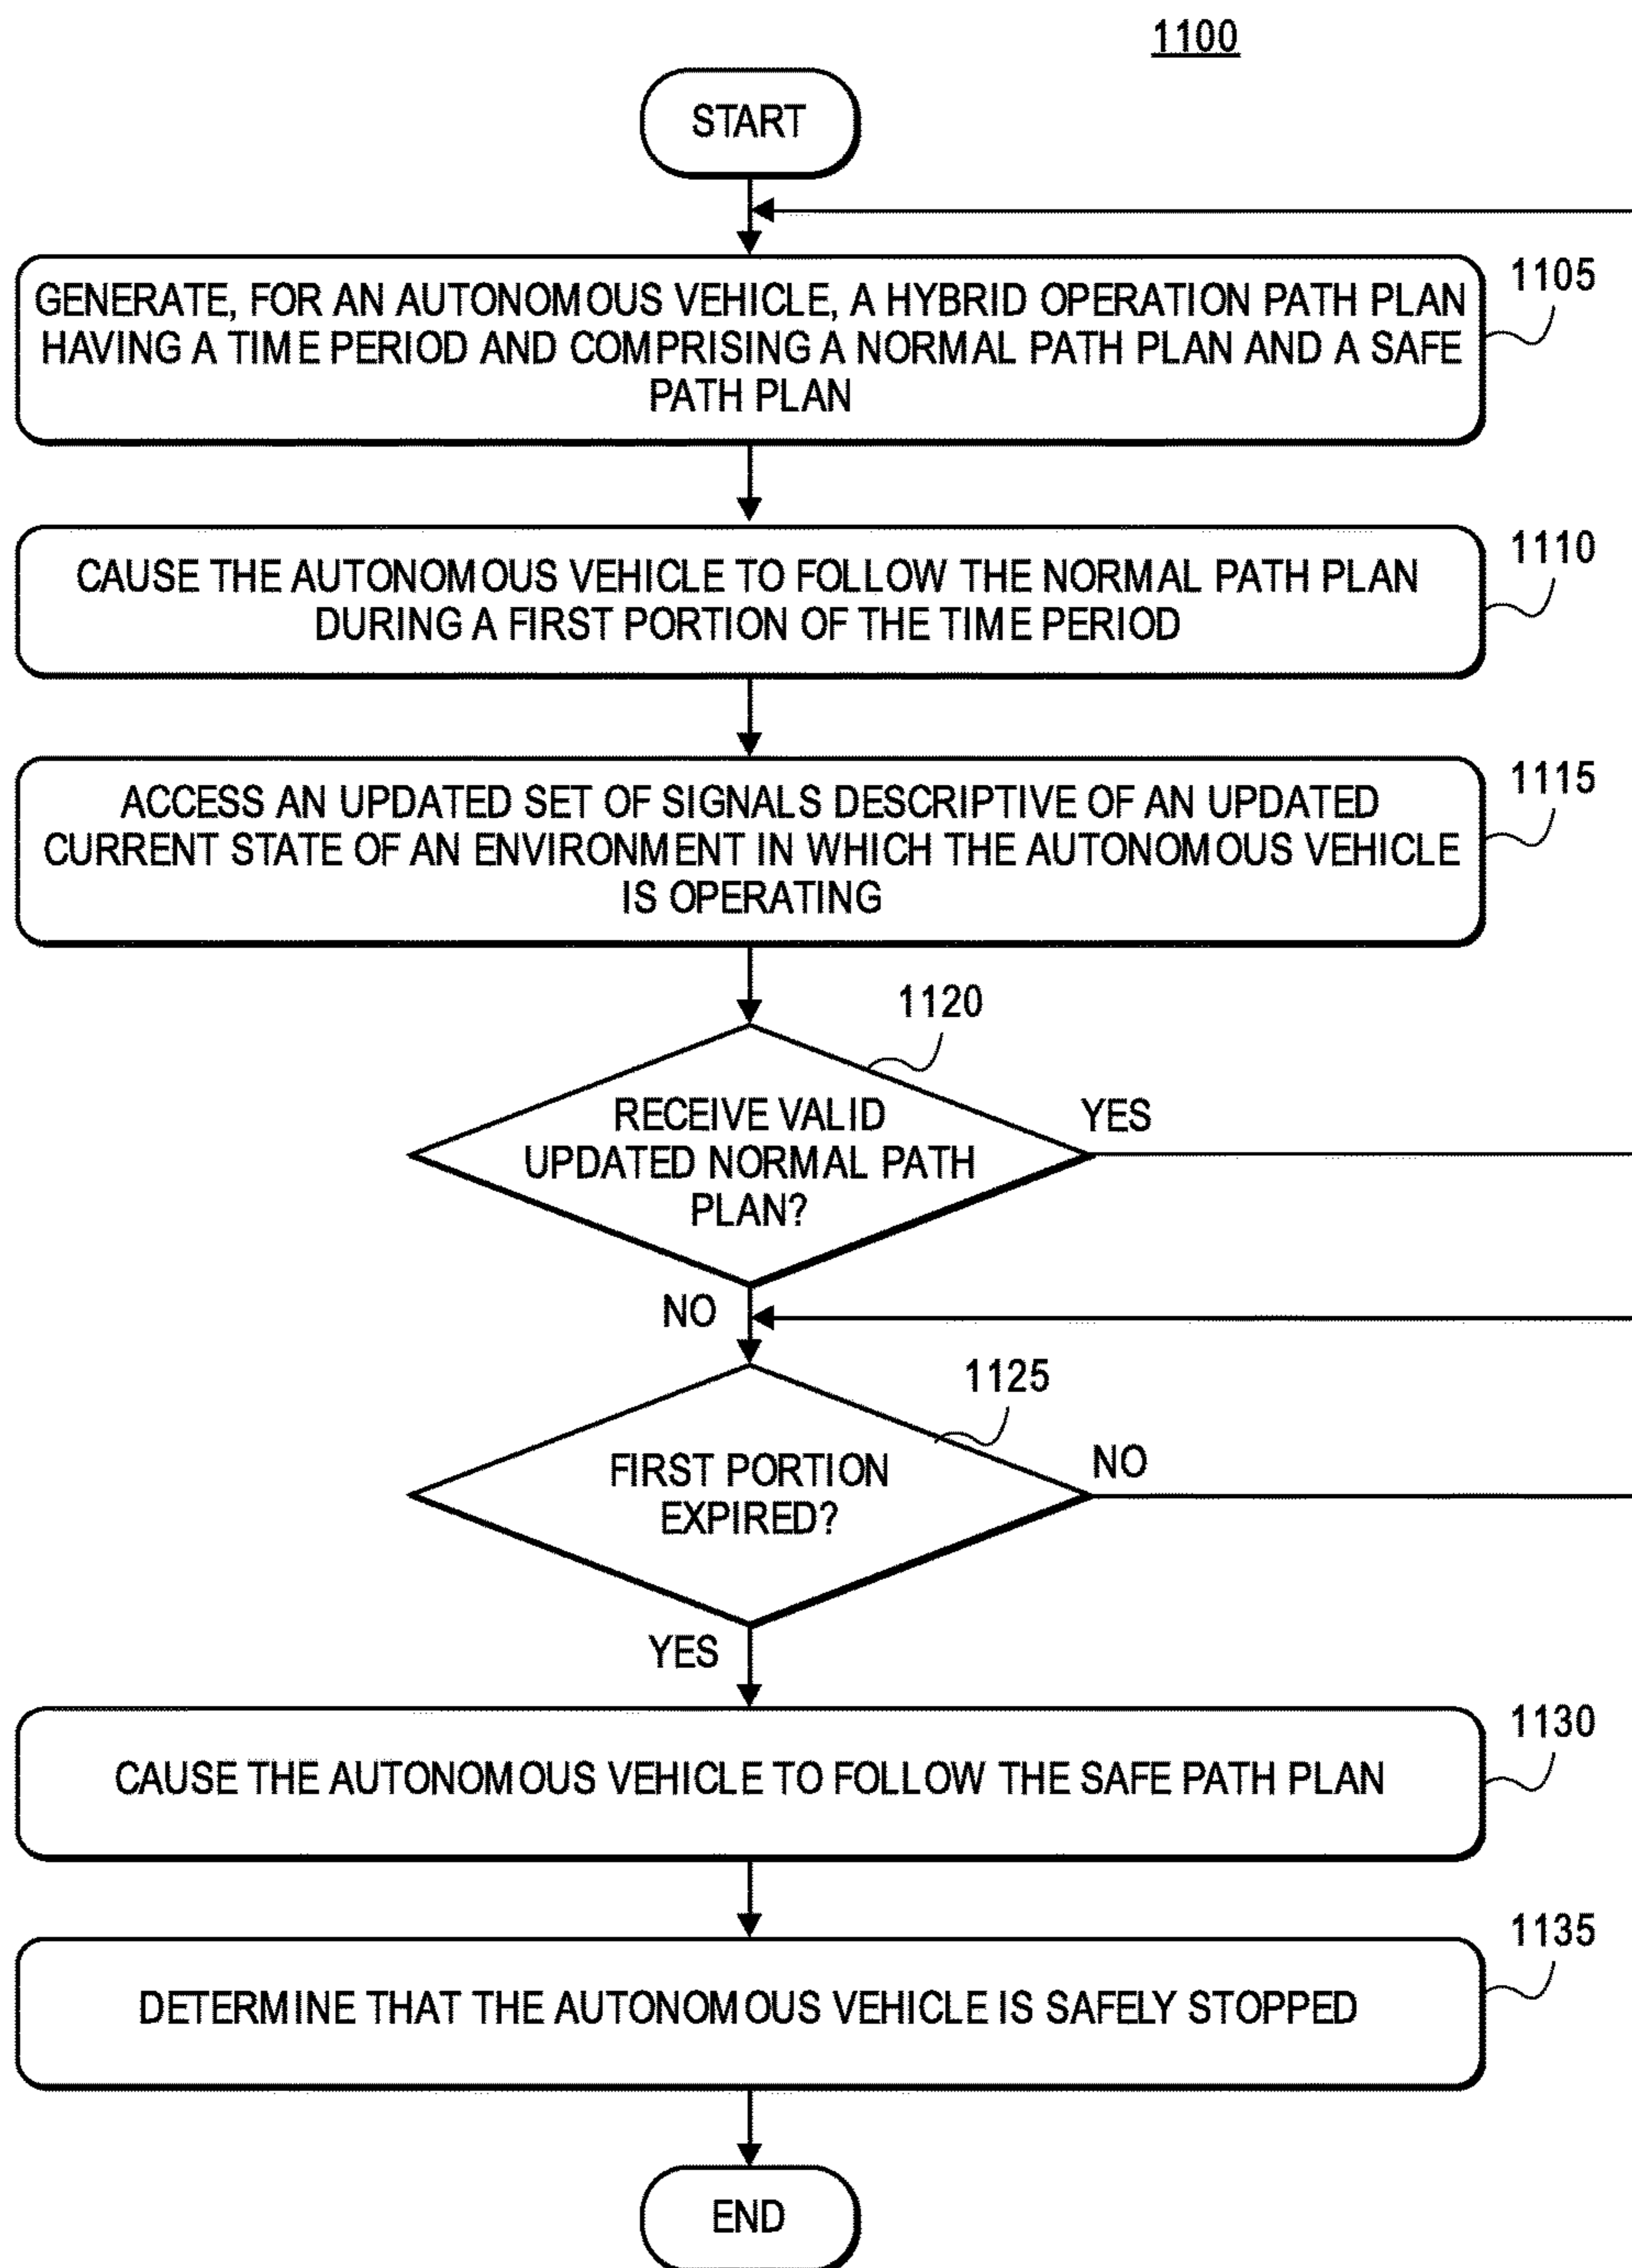 1100
START
1105
GENERATE, FOR AN AUTONOMOUS VEHICLE, A HYBRID OPERATION PATH PLAN
HAVING A TIME PERIOD AND COMPRISING A NORMAL PATH PLAN AND A SAFE
PATH PLAN
1110
CAUSE THE AUTONOMOUS VEHICLE TO FOLLOW THE NORMAL PATH PLAN
DURING A FIRST PORTION OF THE TIME PERIOD
1115
ACCESS AN UPDATED SET OF SIGNALS DESCRIPTIVE OF AN UPDATED
CURRENT STATE OF AN ENVIRONMENT IN WHICH THE AUTONOMOUS VEHICLE
IS OPERATING
1120
RECEIVE VALID
UPDATED NORMAL PATH
PLAN?
YES
NO
1125
FIRST PORTION
EXPIRED?
NO
YES
1130
CAUSE THE AUTONOMOUS VEHICLE TO FOLLOW THE SAFE PATH PLAN
1135
DETERMINE THAT THE AUTONOMOUS VEHICLE IS SAFELY STOPPED
END